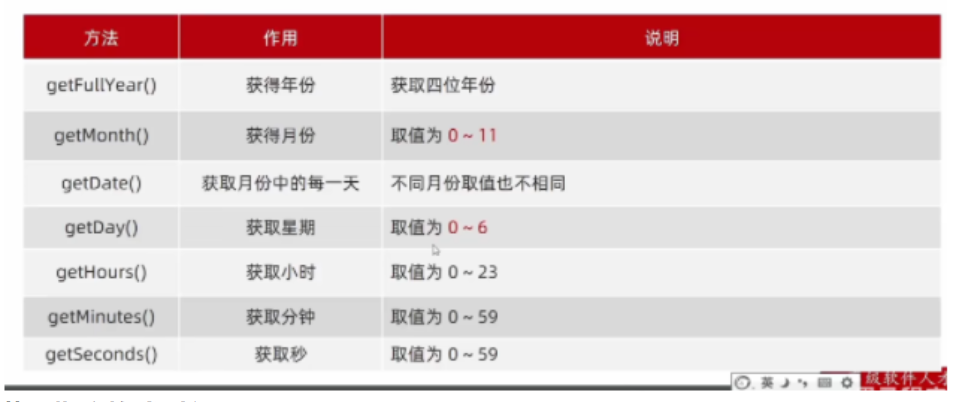 方法 作用 说明
getFullYear() 获得年份 获取四位年份
getMonth() 获得月份 取值为 0 ~ 11
getDate() 获取月份中的每一天 不同月份取值也不相同
getDay() 获取星期 取值为 0 ~ 6
getHours() 获取小时 取值为 0 ~ 23
getMinutes() 获取分钟 取值为 0 ~ 59
getSeconds() 获取秒 取值为 0 ~ 59
英
级软件人才